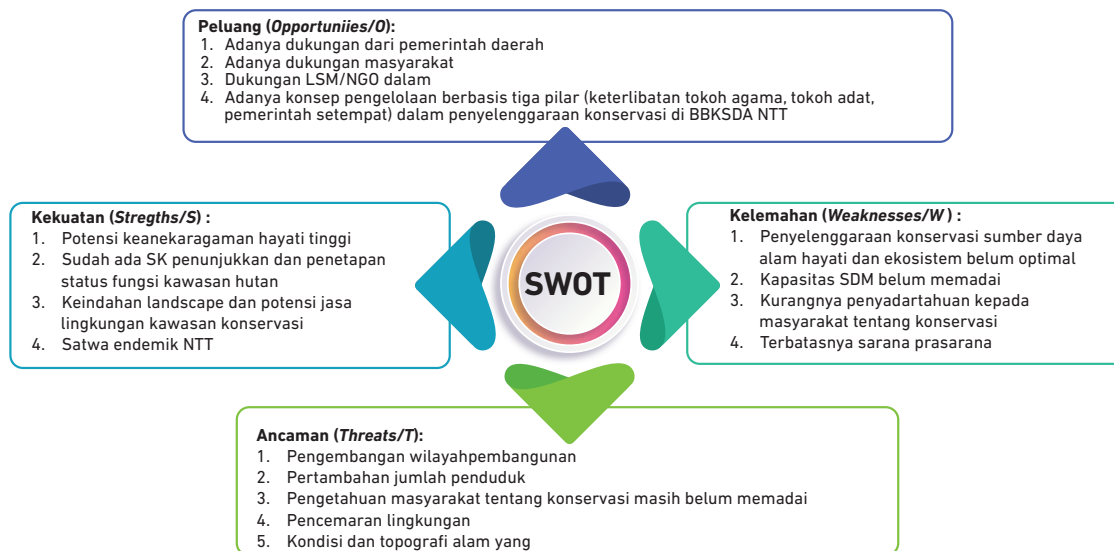 Peluang (Opportuniies/O):
1. Adanya dukungan dari pemerintah daerah
2. Adanya dukungan masyarakat
3. Dukungan LSM/NGO dalam
4. Adanya konsep pengelolaan berbasis tiga pilar (keterlibatan tokoh agama, tokoh adat,
pemerintah setempat) dalam penyelenggaraan konservasi di BBKSDA NTT
Kekuatan (Stregths/S) :
1. Potensi keanekaragaman hayati tinggi
2. Sudah ada SK penunjukkan dan penetapan
status fungsi kawasan hutan
3. Keindahan landscape dan potensi jasa
lingkungan kawasan konservasi
4. Satwa endemik NTT
SWOT
Kelemahan (Weaknesses/W ) :
1. Penyelenggaraan konservasi sumber daya
alam hayati dan ekosistem belum optimal
2. Kapasitas SDM belum memadai
3. Kurangnya penyadartahuan kepada
masyarakat tentang konservasi
4. Terbatasnya sarana prasarana
Ancaman (Threats/T):
1. Pengembangan wilayahpembangunan
2. Pertambahan jumlah penduduk
3. Pengetahuan masyarakat tentang konservasi masih belum memadai
4. Pencemaran lingkungan
5. Kondisi dan topografi alam yang